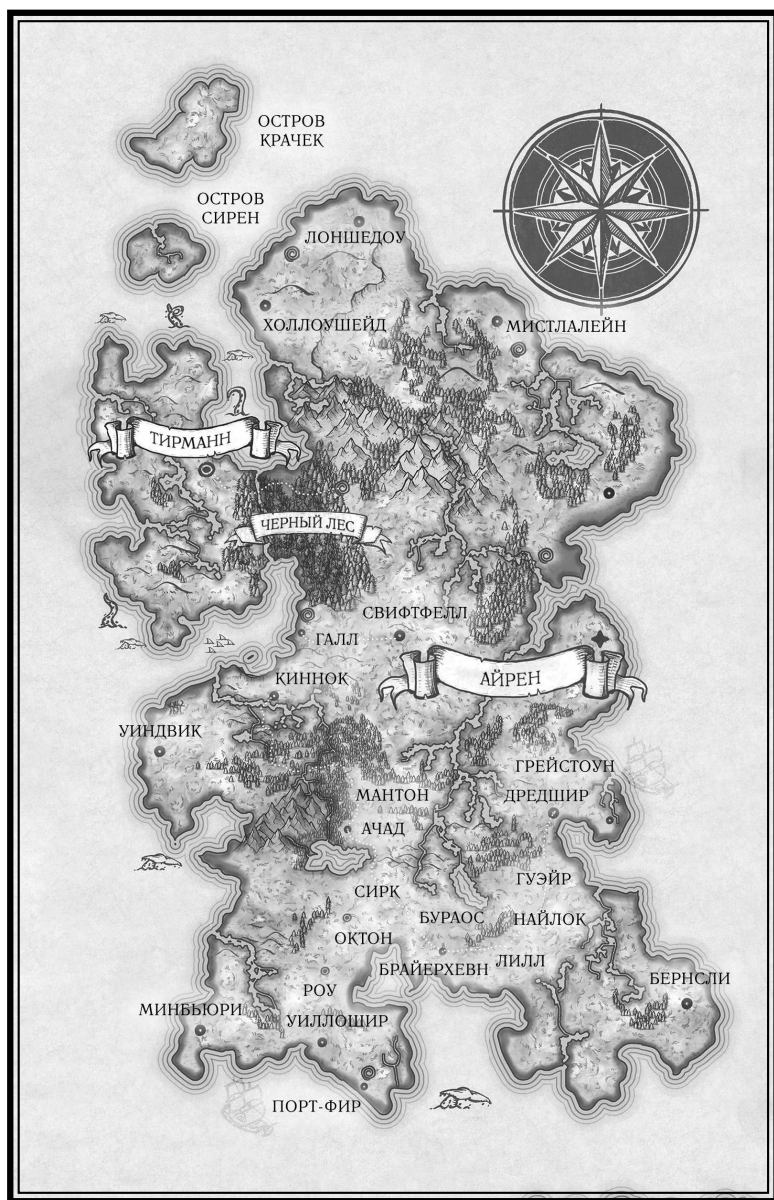 ОСТРОВ
КРАЧЕК
ОСТРОВ
СИРЕН
ЛОНШЕДОУ
ХОЛЛОУШЕЙД
МИСТЛАЛЕЙН
ТИРМАНН
ЧЕРНЫЙ ЛЕС
СВИФТФЕЛЛ
ГАЛЛ
КИННОК
АЙРЕН
УИНДВИК
ГРЕЙСТОУН
МАНТОН
ДРЕДШИР
АЧАД
ГУЭЙР
СИРК
БУРАОС
НАЙЛОК
ОКТОН
ЛИЛЛ
БРАЙЕРХЕВН
БЕРНСЛИ
РОУ
МИНБЬЮРИ
УИЛЛОШИР
ПОРТ-ФИР